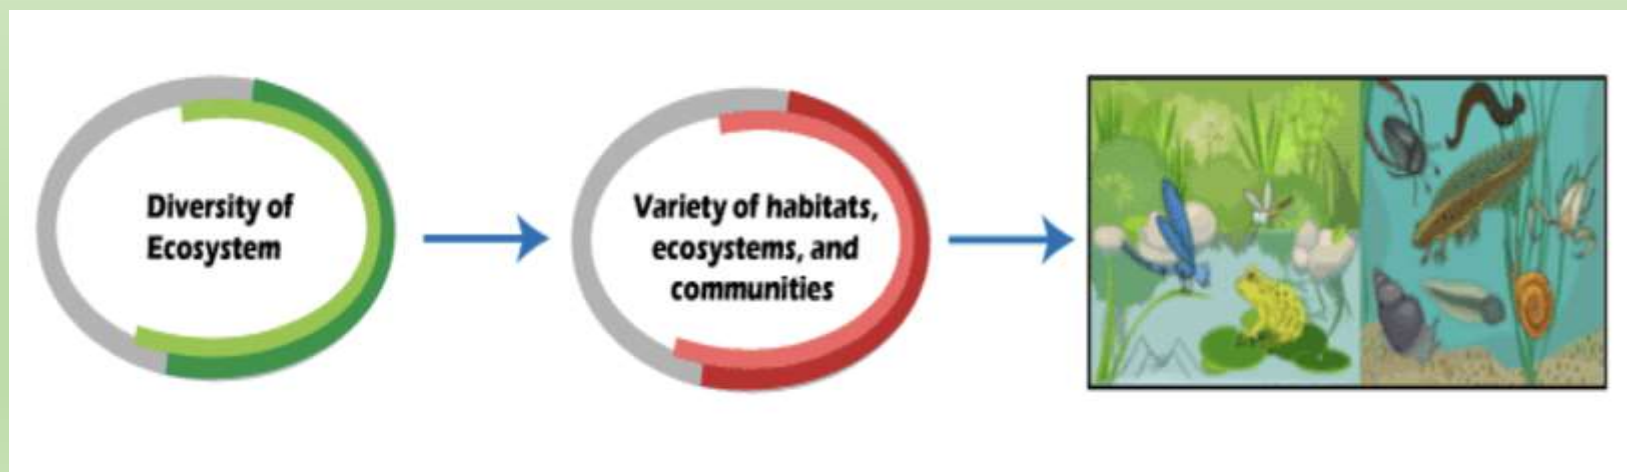 Diversity of
Ecosystem
Variety of habitats,
ecosystems, and
communities